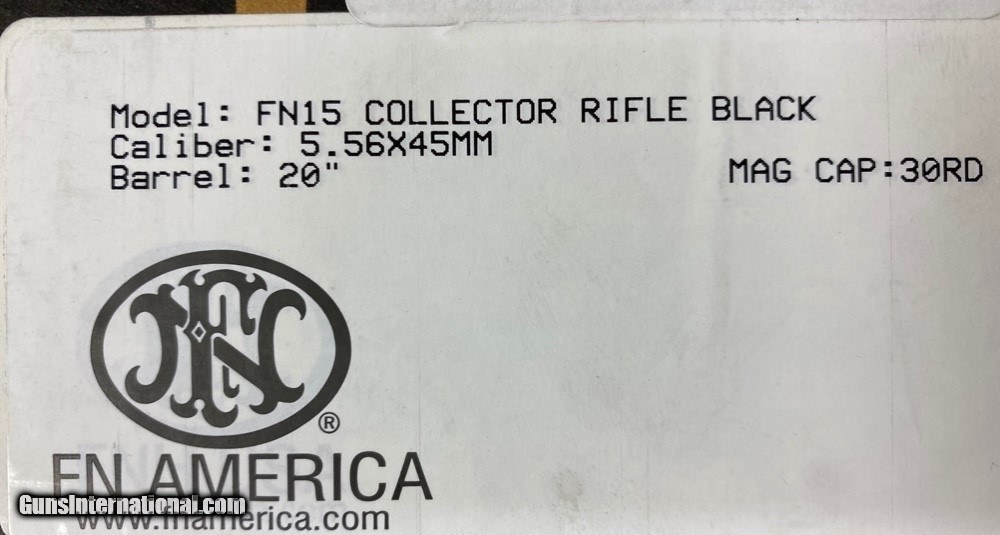 Model: FN15 COLLECTOR RIFLE BLACK
Caliber: 5.56X45MM
Barrel: 20" MAG CAP:30RD
FN
®
FN AMERICA
GunsInternational.com
www.fnamerica.com